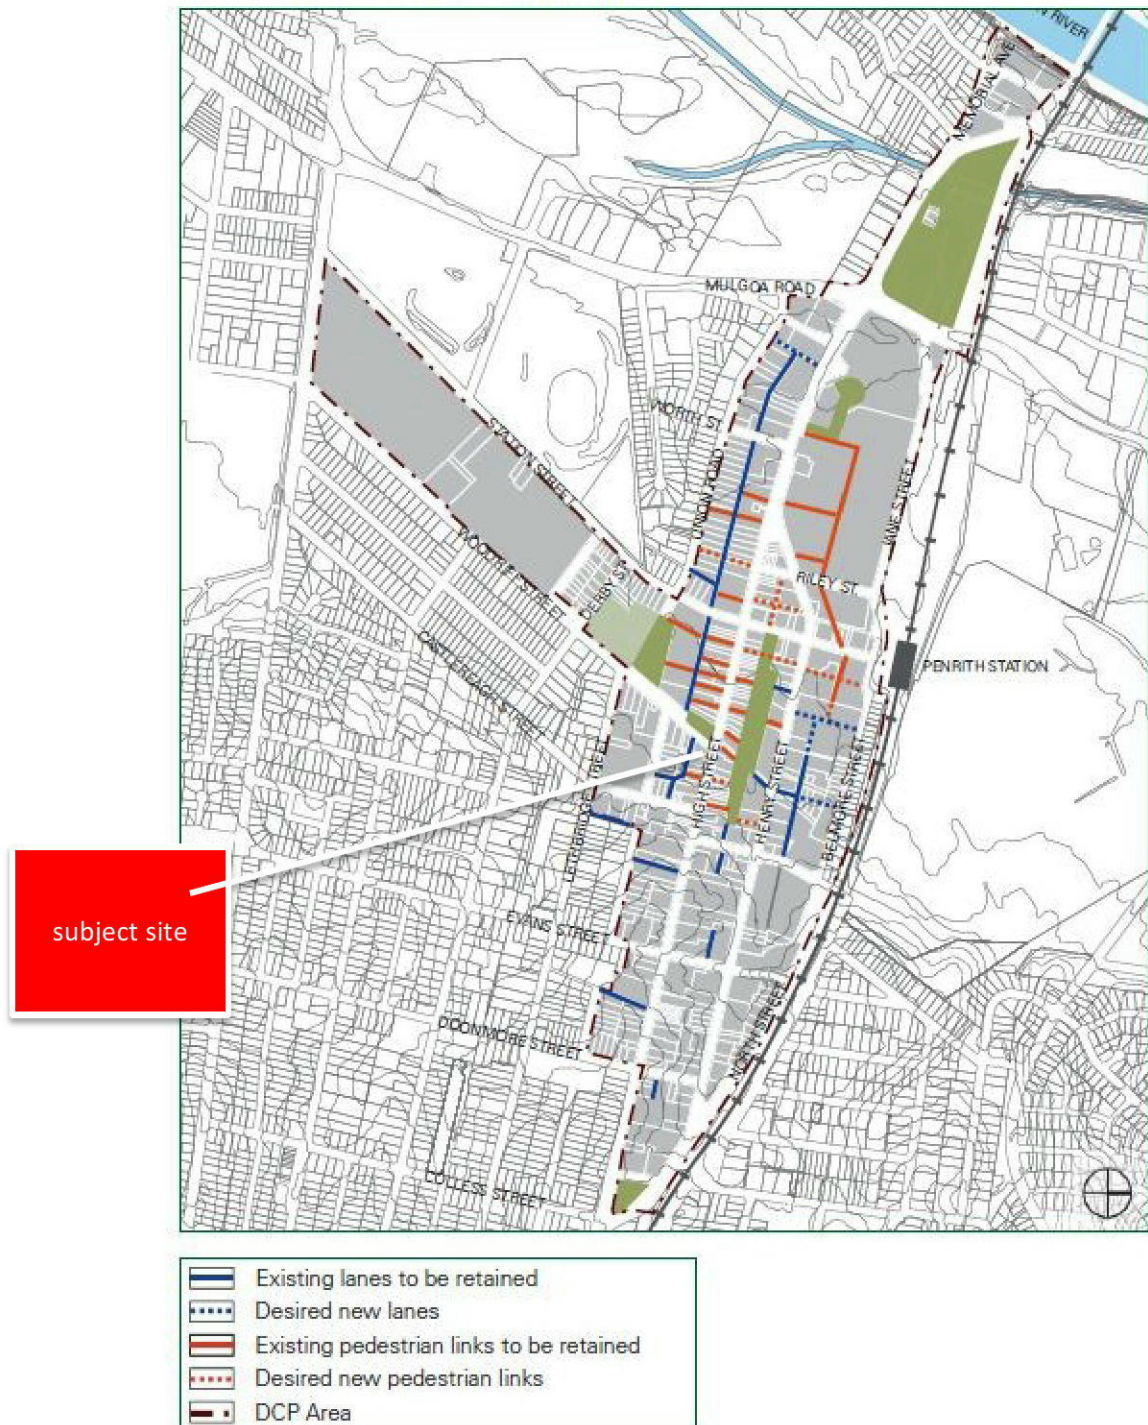 N RIVER
MEMORIAL AVE
MULGOA ROAD
NORTH ST
STATION STREET
UNION ROAD
JANE STREET
WOODRIFF STREET
DERBY ST
RILEY ST
CASTEREAGH STREET
PENRITH STATION
LETHBRIDGE STREET
HIGH STREET
HENRY STREET
BELMORE STREET
subject site
EVANS STREET
DOONMORE STREET
NORTH STREET
COLLESS STREET
Existing lanes to be retained
Desired new lanes
Existing pedestrian links to be retained
Desired new pedestrian links
DCP Area